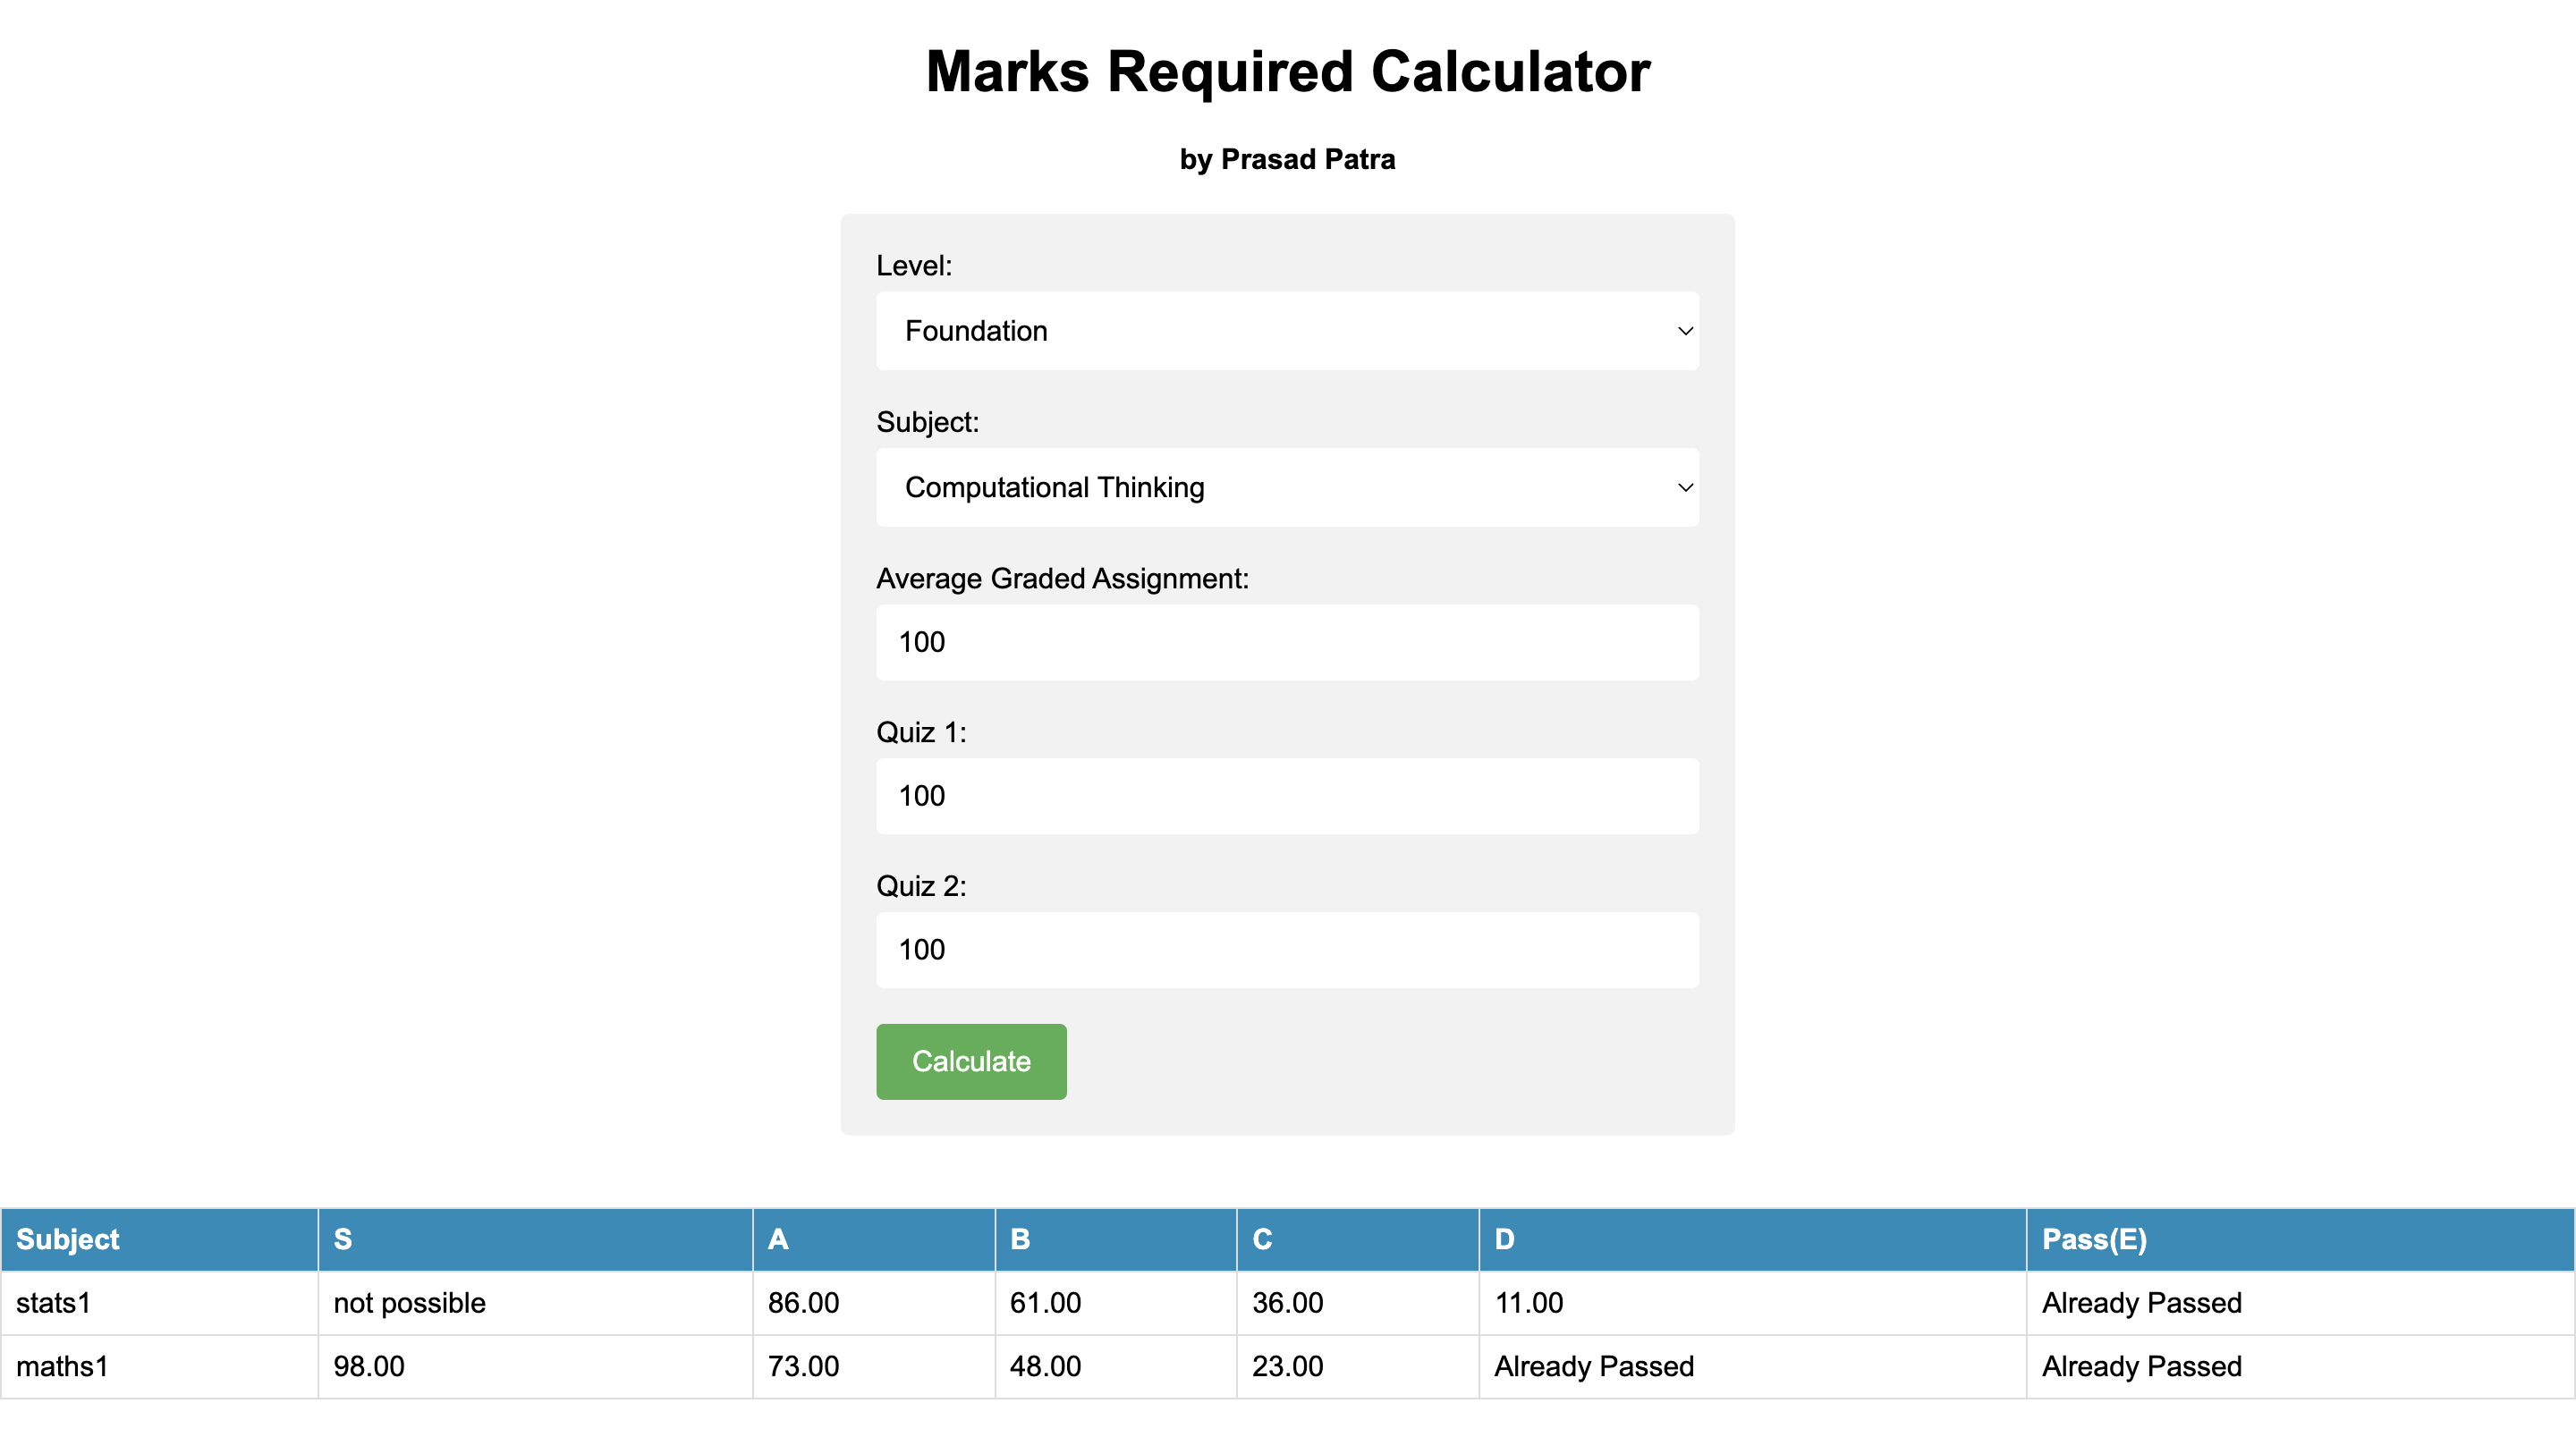 Marks Required Calculator
by Prasad Patra
Level:
Foundation
Subject:
Computational Thinking
Average Graded Assignment:
100
Quiz 1:
100
Quiz 2:
100
Calculate
Subject S A B C D Pass(E)
stats1 not possible 86.00 61.00 36.00 11.00 Already Passed
maths1 98.00 73.00 48.00 23.00 Already Passed Already Passed